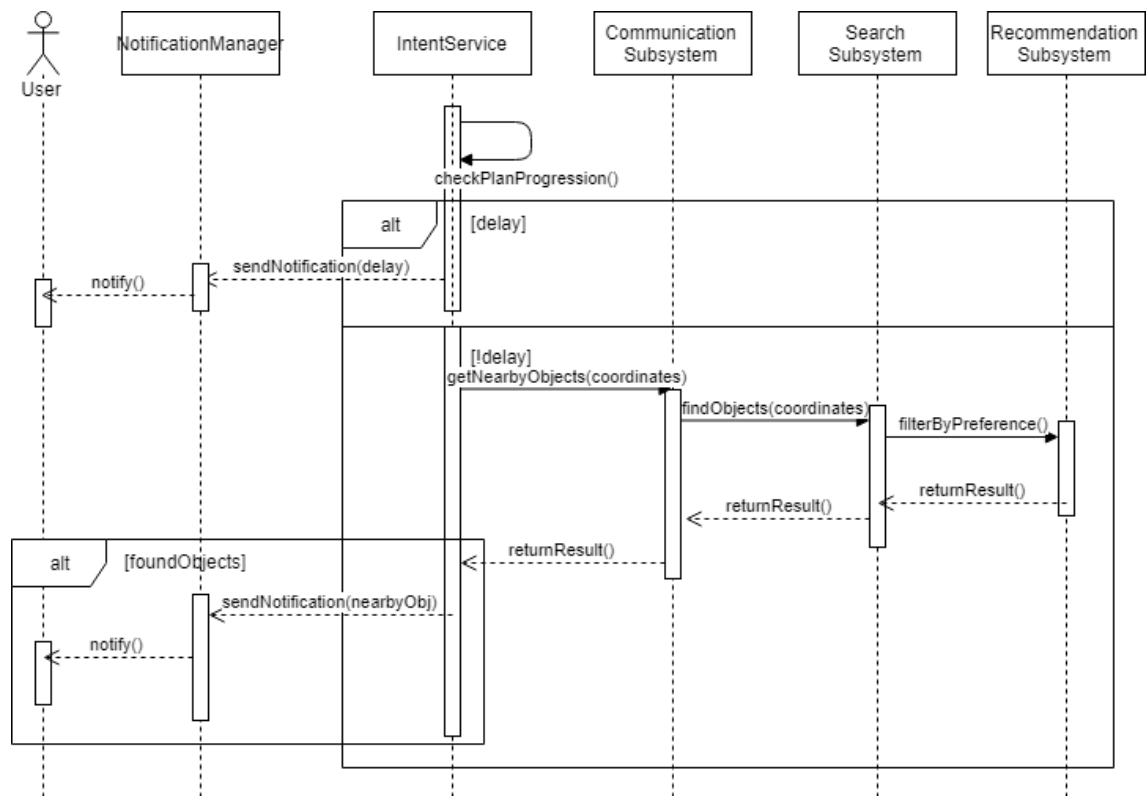 User
NotificationManager
IntentService
Communication
Subsystem
Search
Subsystem
Recommendation
Subsystem
checkPlanProgression()
alt
[delay]
sendNotification(delay)
notify()
[!delay]
getNearbyObjects(coordinates)
findObjects(coordinates)
filterByPreference()
returnResult()
returnResult()
returnResult()
alt
[foundObjects]
sendNotification(nearbyObj)
notify()